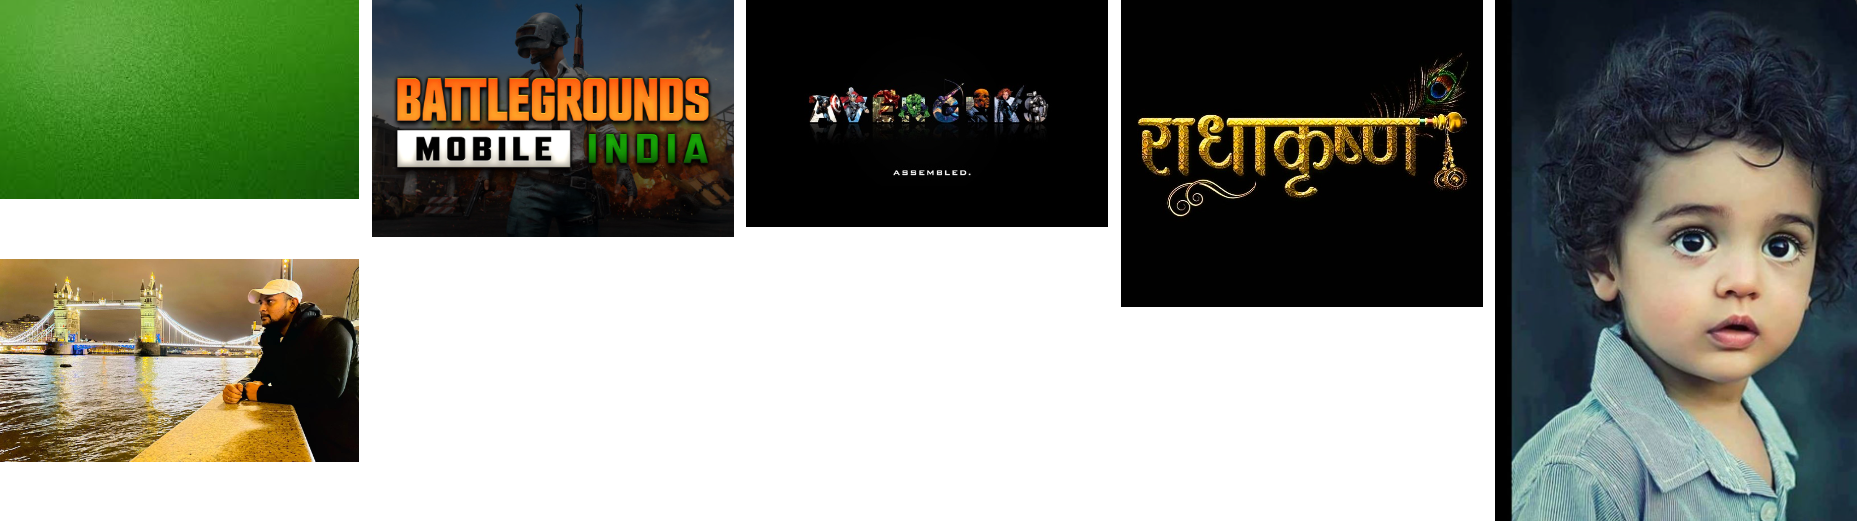 BATTLEGROUNDS
MOBILE INDIA
AVENGERS
ASSEMBLED.
राधाकृष्ण